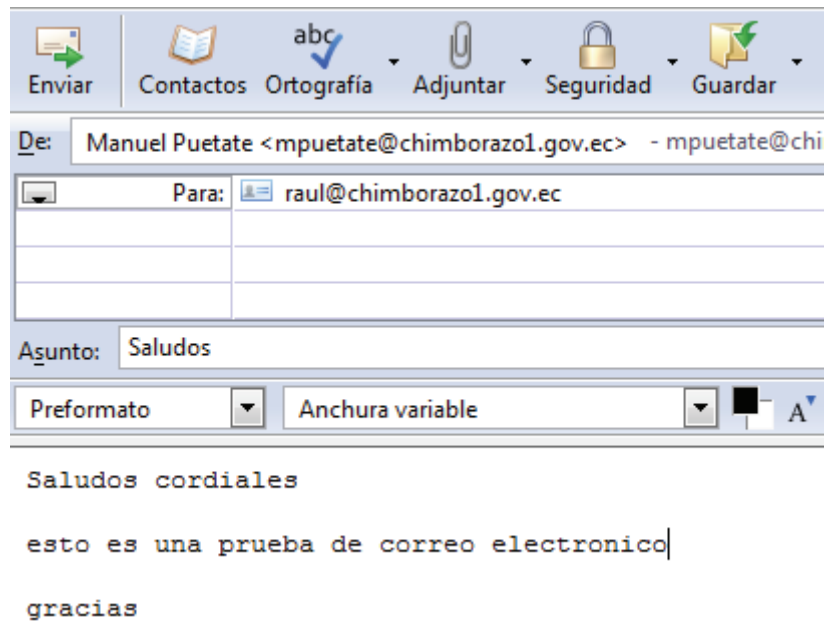 abc
Enviar Contactos Ortografía Adjuntar Seguridad Guardar
De: Manuel Puetate <mpuetate@chimborazo1.gov.ec> - mpuetate@chi
Para: raul@chimborazo1.gov.ec
Asunto: Saludos
Preformato Anchura variable A
Saludos cordiales
esto es una prueba de correo electronico
gracias